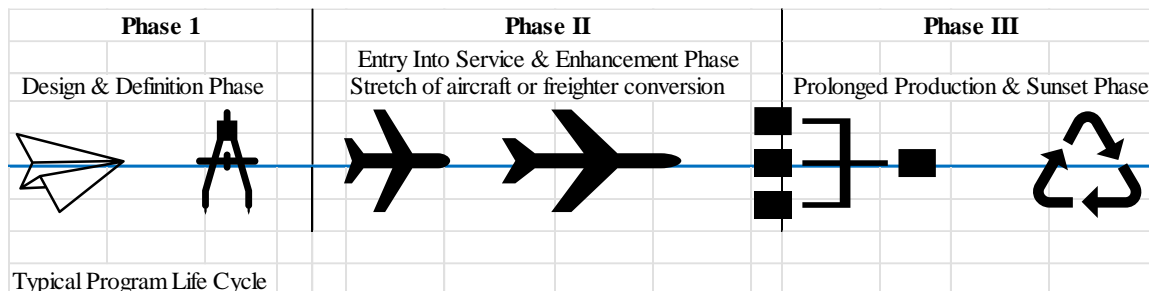 Phase 1
Phase II
Phase III
Entry Into Service & Enhancement Phase
Design & Definition Phase
Stretch of aircraft or freighter conversion
Prolonged Production & Sunset Phase
Typical Program Life Cycle